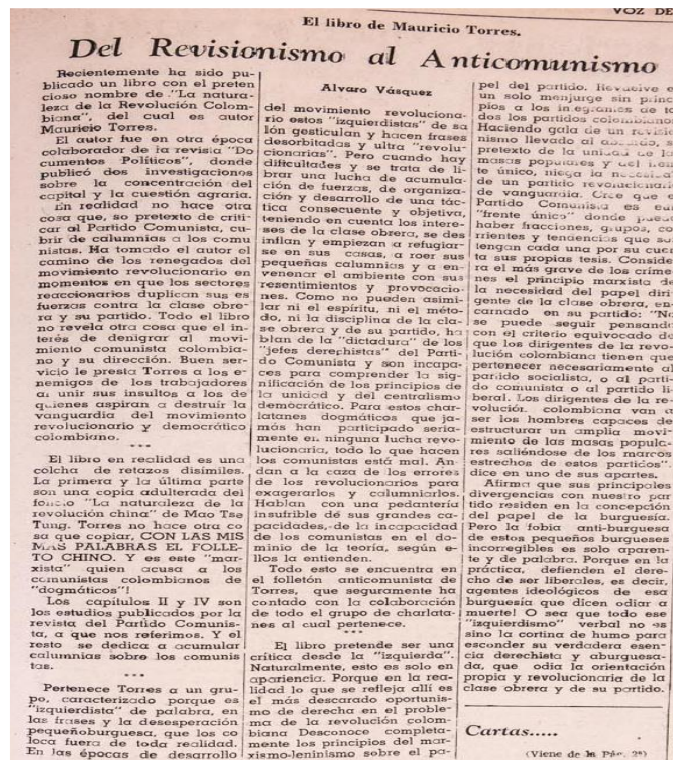 VOZ DE
El libro de Mauricio Torres.
Del Revisionismo al Anticomunismo
Recientemente ha sido pu-
blicado un libro con el preten
cioso nombre de "La natura-
leza de la Revolución Colom-
biana", del cual es autor
Mauricio Torres.
El autor fue en otra época
colaborador de la revista "Do
cumentos Políticos", donde
publicó dos investigaciones
sobre la concentración del
capital y la cuestión agraria.
En realidad no hace otra
cosa que, so pretexto de criti-
car al Partido Comunista, cu-
brir de calumnias a los comu
nistas. Ha tomado el autor el
camino de los renegados del
movimiento revolucionario en
momentos en que los sectores
reaccionarios duplican sus es
fuerzos contra la clase obre-
ra y su partido. Todo el libro
no revela otra cosa que el in-
terés de denigrar al movi-
miento comunista colombia-
no y su dirección. Buen ser-
vicio le presta Torres a los e-
nemigos de los trabajadores
al unir sus insultos a los de
quienes aspiran a destruir la
vanguardia del movimiento
revolucionario y democrático
colombiano.
***
El libro en realidad es una
colcha de retazos disímiles.
La primera y la última parte
son una copia adulterada del
"La naturaleza de la
revolución china" de Mao Tse
Tung. Torres no hace otra co
sa que copiar, CON LAS MIS
MAS PALABRAS EL FOLLE-
TO CHINO. Y es este "mar-
xista" quien acusa a los
comunistas colombianos de
"dogmáticos"!
Los capítulos II y IV son
los estudios publicados por la
revista del Partido Comunis-
ta, a que nos referimos. Y el
resto se dedica a acumular
calumnias sobre los comunis
tas.
***
Pertenece Torres a un gru-
po, caracterizado porque es
"izquierdista" de palabra, en
las frases y la desesperación
pequeñoburguesa, que los co
loca fuera de toda realidad.
En las épocas de desarrollo
Alvaro Vásquez
del movimiento revoluciona-
rio estos "izquierdistas" de sa
lón gesticulan y hacen frases
desorbitadas y ultra "revolu-
cionarias". Pero cuando hay
dificultades y se trata de li-
brar una lucha de acumula-
ción de fuerzas, de organiza-
ción y desarrollo de una tác-
tica consecuente y objetiva,
teniendo en cuenta los intere-
ses de la clase obrera, se des
inflan y empiezan a refugiar-
se en sus casas, a roer sus
pequeñas calumnias y a en-
venenar el ambiente con sus
resentimientos y provocacio-
nes. Como no pueden asimi-
lar ni el espíritu, ni el méto-
do, ni la disciplina de la cla-
se obrera y de su partido, ha
blan de la "dictadura" de los
"jefes derechistas" del Parti-
do Comunista y son incapa-
ces para comprender la sig-
nificación de los principios de
la unidad y del centralismo
democrático. Para estos char-
latanes dogmáticos que ja-
más han participado seria-
mente en ninguna lucha revo-
lucionaria, todo lo que hacen
los comunistas está mal. An-
dan a la caza de los errores
de los revolucionarios para
exagerarlos y calumniarlos.
Hablan con una pedantería
insufrible dé sus grandes ca-
pacidades, de la incapacidad
de los comunistas en el do-
minio de la teoría, según e-
llos la entienden.
Todo esto se encuentra en
el folletón anticomunista de
Torres, que seguramente ha
contado con la colaboración
de todo el grupo de charlata-
nes al cual pertenece.
***
El libro pretende ser una
crítica desde la "izquierda".
Naturalmente, esto es solo en
apariencia. Porque en la rea-
lidad lo que se refleja allí es
el más descarado oportunis-
mo de derecha en el proble-
ma de la revolución colom-
biana Desconoce completa-
mente los principios del mar-
xismo-leninismo sobre el pa-
pel del partido. Revuelve e
un solo menjurge sin princ
pios a los integrantes de to
dos los partidos colombianos
Haciendo gala de un revisio
nismo llevado al absurdo, s
pretexto de la unidad de la
masas populares y del
te único, niega la necesida
de un partido revolucionari
de vanguardia. Cree que e
Partido Comunista es
"frente único" donde
haber fracciones, grupos, co
rrientes y tendencias que so
tengan cada una por su cuen
ta sus propias tesis. Conside
ra el más grave de los críme
nes el principio marxista de
la necesidad del papel diri
gente de la clase obrera, en
carnado en su partido: "No
se puede seguir pensando
con el criterio equivocado de
que los dirigentes de la revo-
lución colombiana tienen que
pertenecer necesariamente al
partido socialista, o al parti-
do comunista o al partido li-
beral. Los dirigentes de la re-
volución colombiana van a
ser los hombres capaces de
estructurar un amplia movi-
miento de las masas popula-
res saliéndose de los marcos
estrechos de estos partidos".
dice en uno de sus apartes.
Afirma que sus principales
divergencias con nuestro par
tido residen en la concepción
del papel de la burguesía.
Pero la fobia anti-burguesa
de estos pequeños burgueses
incorregibles es solo aparen-
te y de palabra. Porque en la
práctica, defienden el dere-
cho de ser liberales, es decir,
agentes ideológicos de esa
burguesía que dicen odiar a
muerte! O sea que todo ese
"izquierdismo" verbal no es
sino la cortina de humo para
esconder su verdadera esen-
cia derechista y aburguesa-
da, que odia la orientación
propia y revolucionaria de la
clase obrera y de su partido.
Cartas.....
(Viene de la Pág. 2ª)